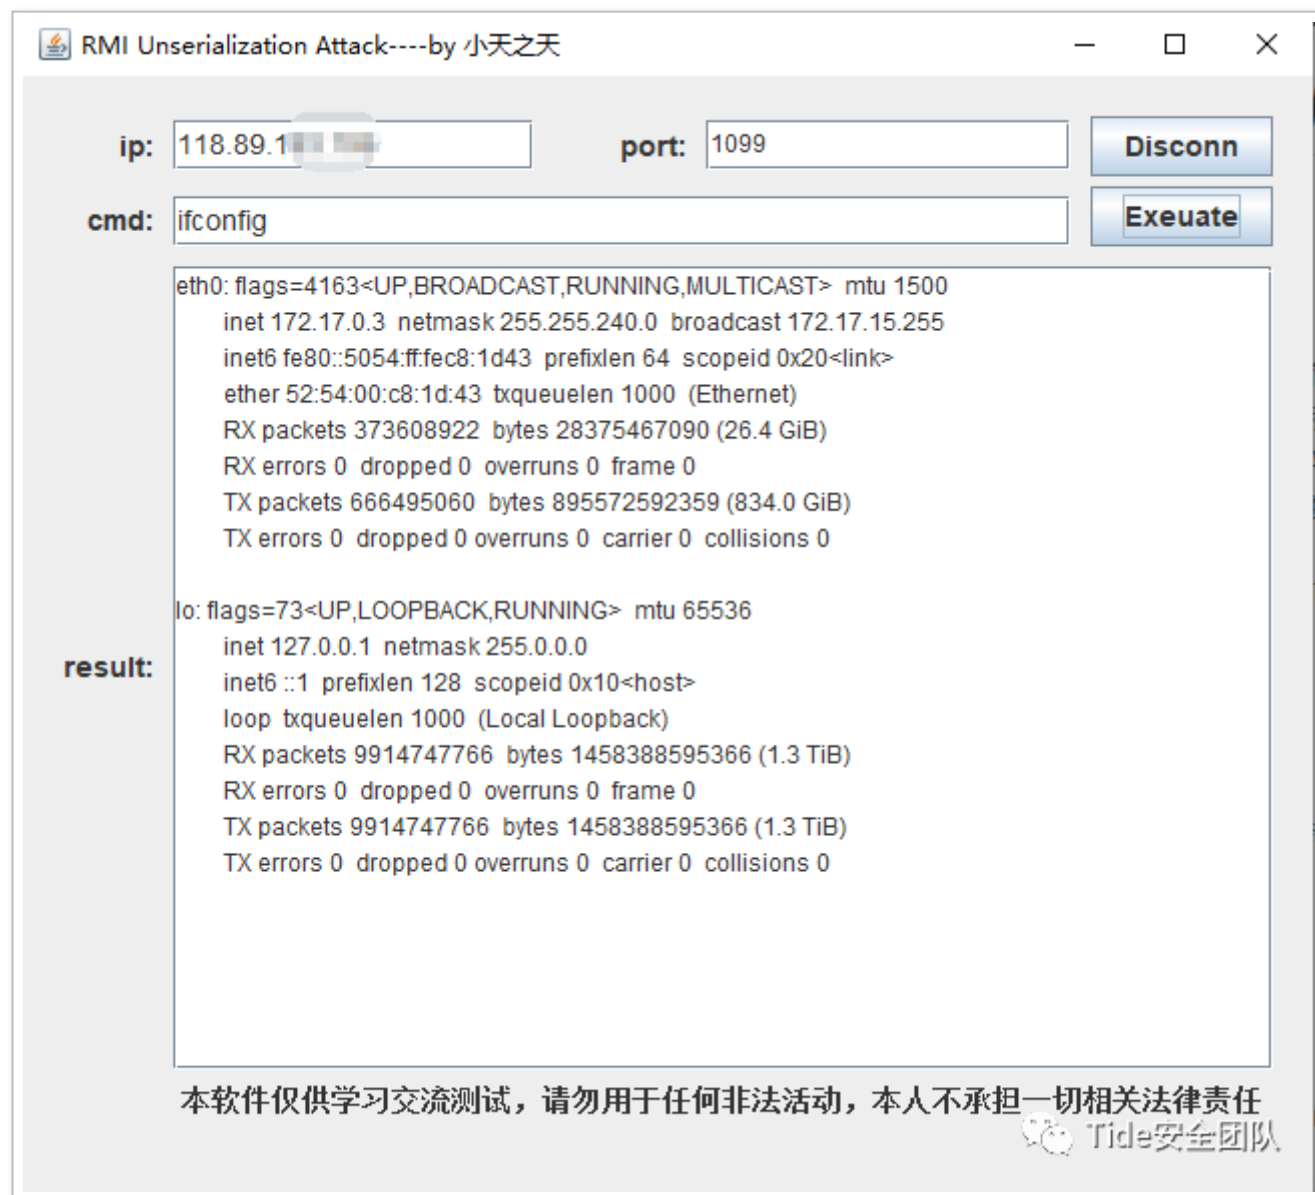 RMI Unserialization Attack----by 小天之天
ip: 118.89.1
port: 1099
Disconn
cmd: ifconfig
Exeuate
eth0: flags=4163<UP,BROADCAST,RUNNING,MULTICAST> mtu 1500
inet 172.17.0.3 netmask 255.255.240.0 broadcast 172.17.15.255
inet6 fe80::5054:ff:fec8:1d43 prefixlen 64 scopeid 0x20<link>
ether 52:54:00:c8:1d:43 txqueuelen 1000 (Ethernet)
RX packets 373608922 bytes 28375467090 (26.4 GiB)
RX errors 0 dropped 0 overruns 0 frame 0
TX packets 666495060 bytes 895572592359 (834.0 GiB)
TX errors 0 dropped 0 overruns 0 carrier 0 collisions 0
lo: flags=73<UP,LOOPBACK,RUNNING> mtu 65536
inet 127.0.0.1 netmask 255.0.0.0
result:
inet6 ::1 prefixlen 128 scopeid 0x10<host>
loop txqueuelen 1000 (Local Loopback)
RX packets 9914747766 bytes 1458388595366 (1.3 TiB)
RX errors 0 dropped 0 overruns 0 frame 0
TX packets 9914747766 bytes 1458388595366 (1.3 TiB)
TX errors 0 dropped 0 overruns 0 carrier 0 collisions 0
本软件仅供学习交流测试，请勿用于任何非法活动，本人不承担一切相关法律责任
Tide安全团队